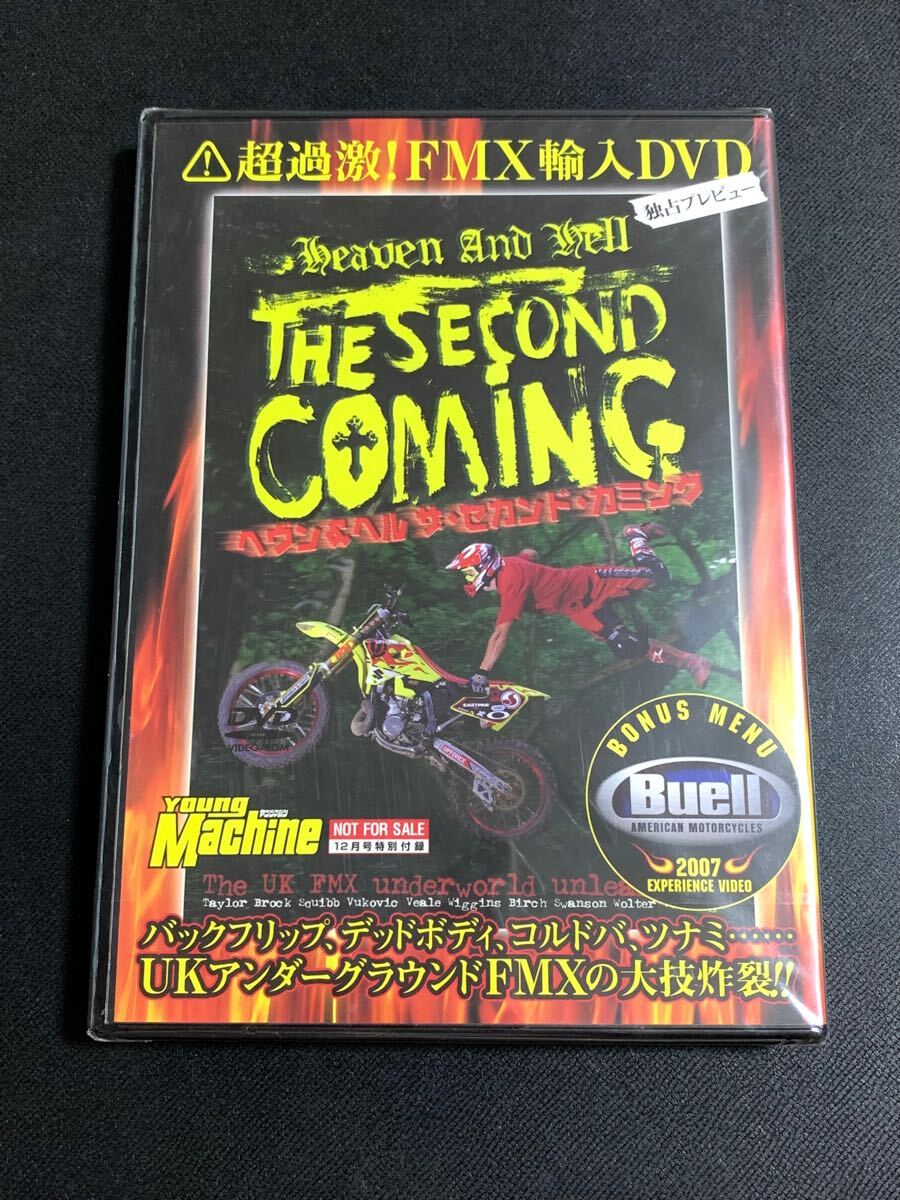 超過激!FMX輸入DVD
独占プレビュー
Heaven And Hell
THE SECOND
COMING
ヘヴン&ヘル ザ・セカンド・カミング
EASTPAK
DVD
VIDEO/ROM
BONUS MENU
Buell
AMERICAN MOTORCYCLES
2007
EXPERIENCE VIDEO
Young
Machine
NOT FOR SALE
12月号特別付録
The UK FMX underworld
Taylor Brock Squibb Vukovic Veale Wiggins Birch Swanson Wolter
バックフリップ、デッドボディ、コルドバ、ツナミ……
UKアンダーグラウンドFMXの大技炸裂!!